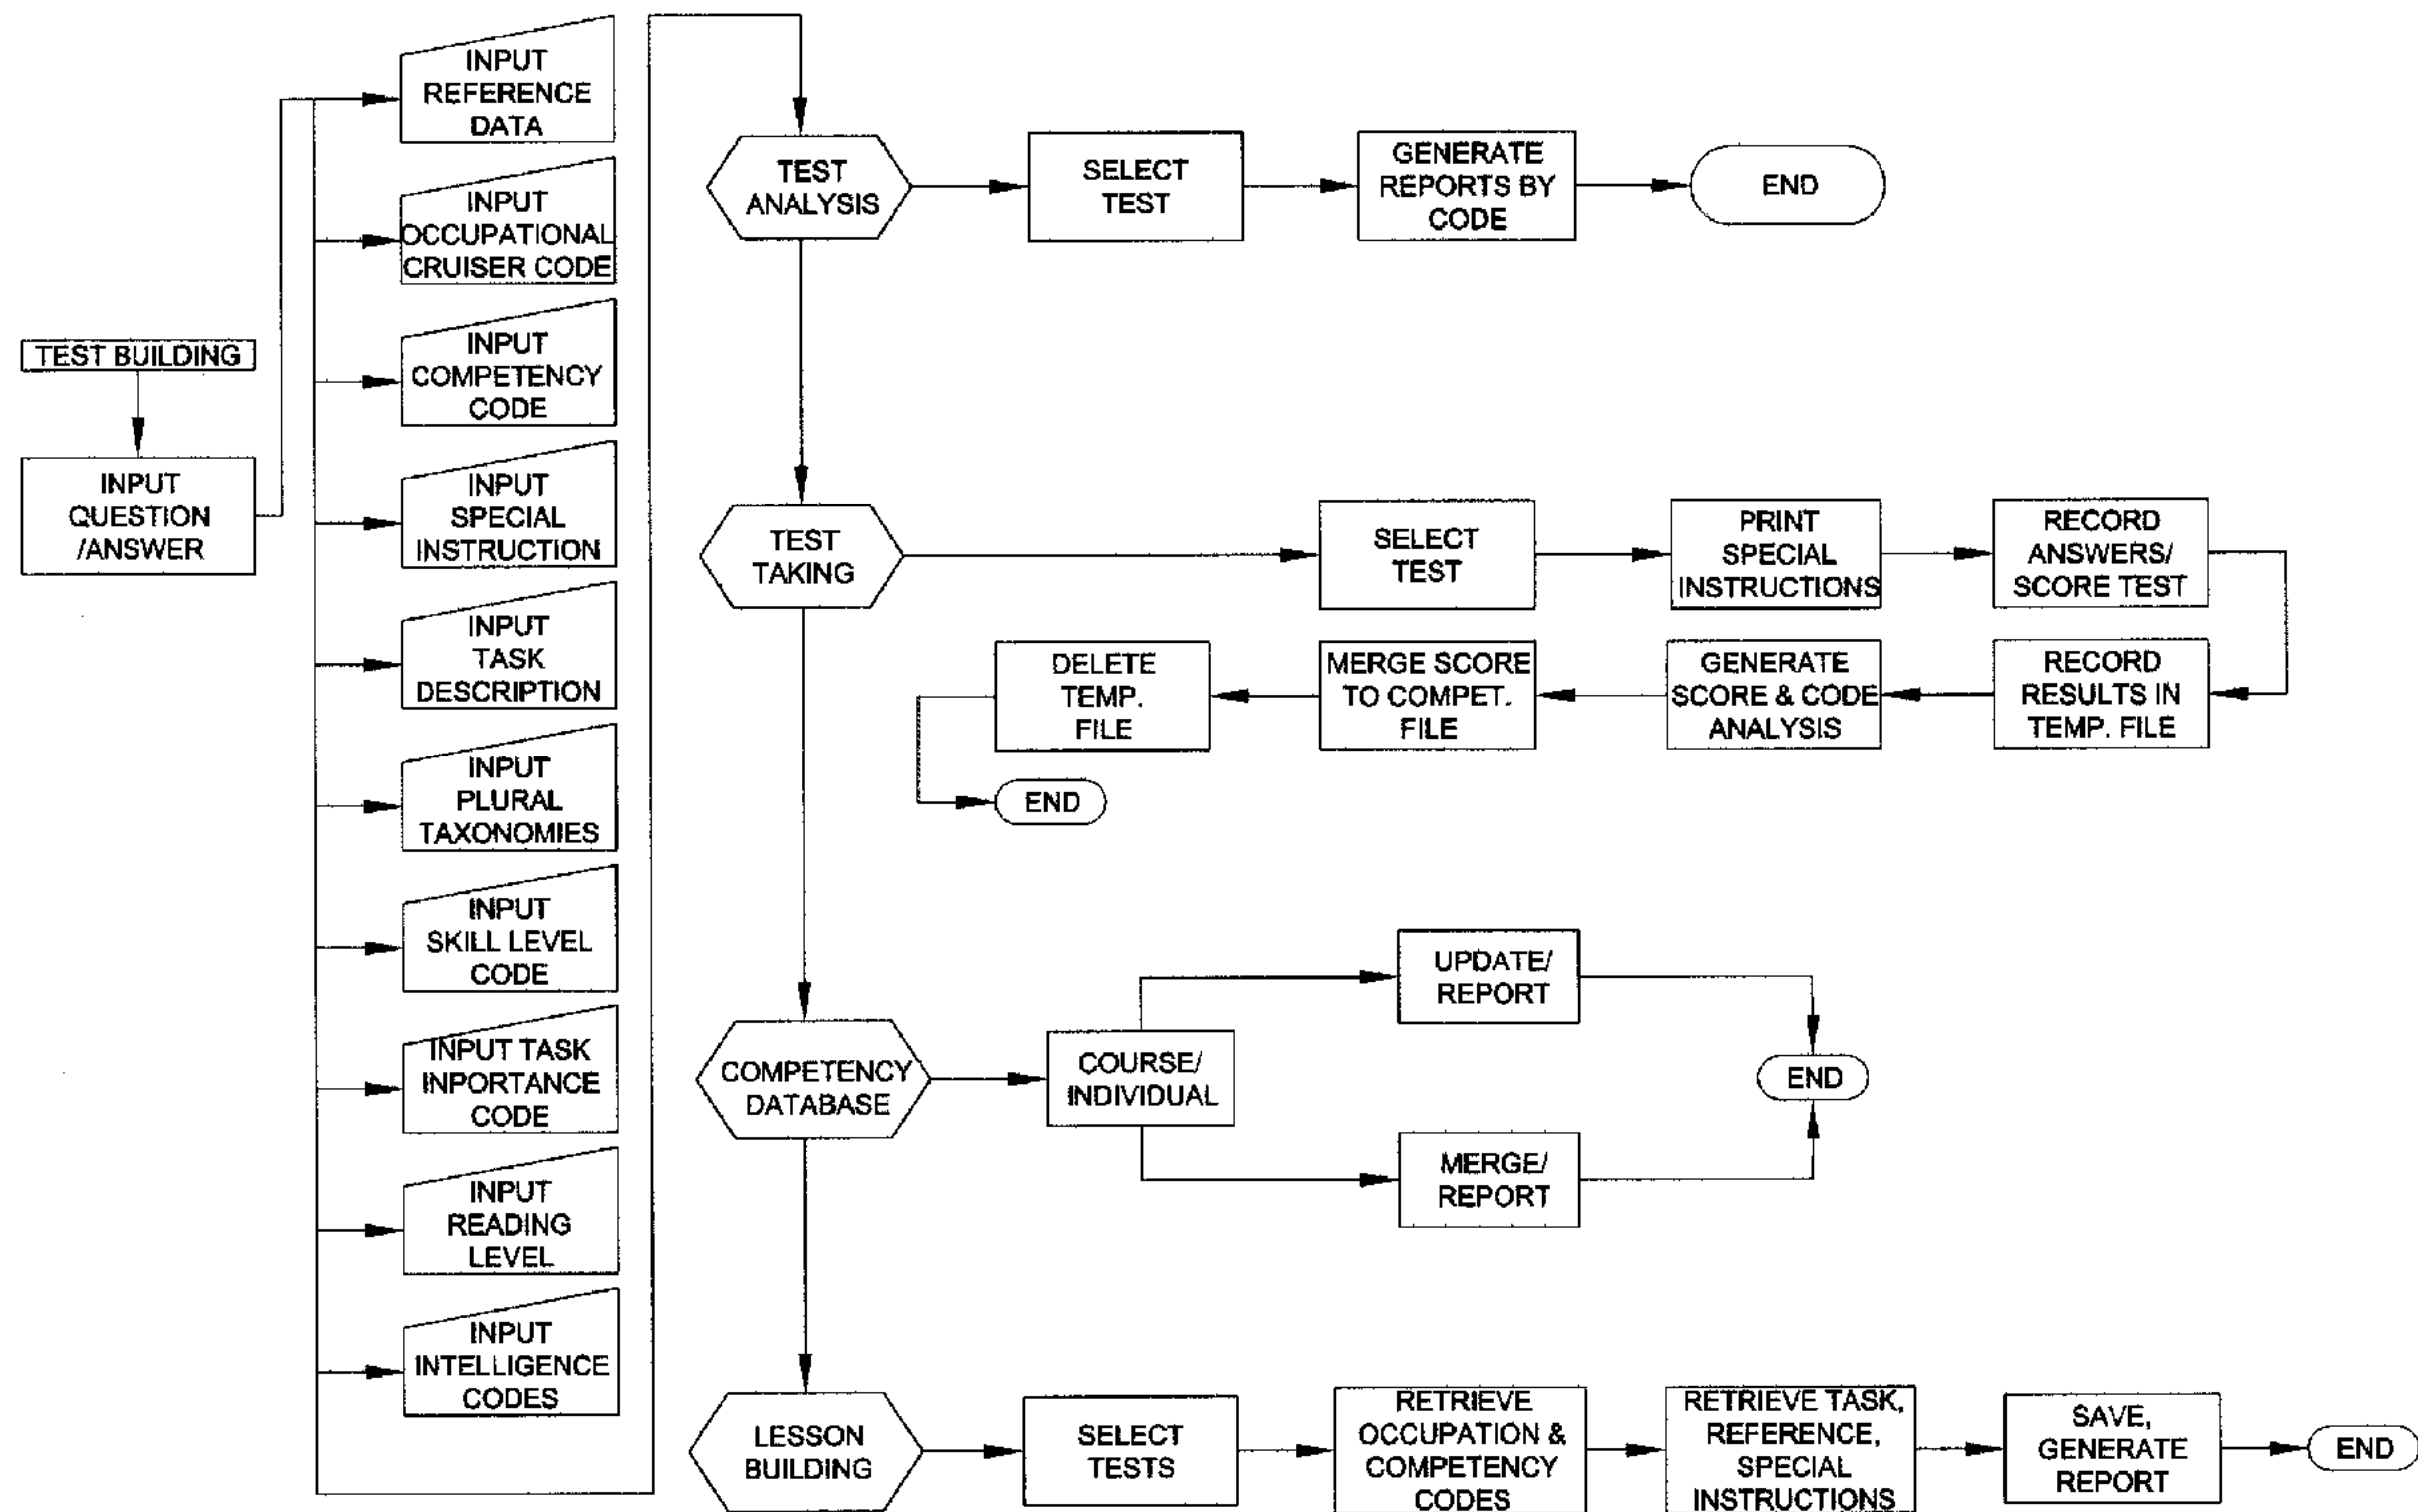 TEST BUILDING
INPUT
QUESTION
/ANSWER
INPUT
REFERENCE
DATA
INPUT
OCCUPATIONAL
CRUISER CODE
INPUT
COMPETENCY
CODE
INPUT
SPECIAL
INSTRUCTION
INPUT
TASK
DESCRIPTION
INPUT
PLURAL
TAXONOMIES
INPUT
SKILL LEVEL
CODE
INPUT TASK
INPORTANCE
CODE
INPUT
READING
LEVEL
INPUT
INTELLIGENCE
CODES
TEST
ANALYSIS
SELECT
TEST
GENERATE
REPORTS BY
CODE
END
TEST
TAKING
SELECT
TEST
PRINT
SPECIAL
INSTRUCTIONS
RECORD
ANSWERS/
SCORE TEST
RECORD
RESULTS IN
TEMP. FILE
GENERATE
SCORE & CODE
ANALYSIS
MERGE SCORE
TO COMPET.
FILE
DELETE
TEMP.
FILE
END
COMPETENCY
DATABASE
COURSE/
INDIVIDUAL
UPDATE/
REPORT
MERGE/
REPORT
END
LESSON
BUILDING
SELECT
TESTS
RETRIEVE
OCCUPATION &
COMPETENCY
CODES
RETRIEVE TASK,
REFERENCE,
SPECIAL
INSTRUCTIONS
SAVE,
GENERATE
REPORT
END